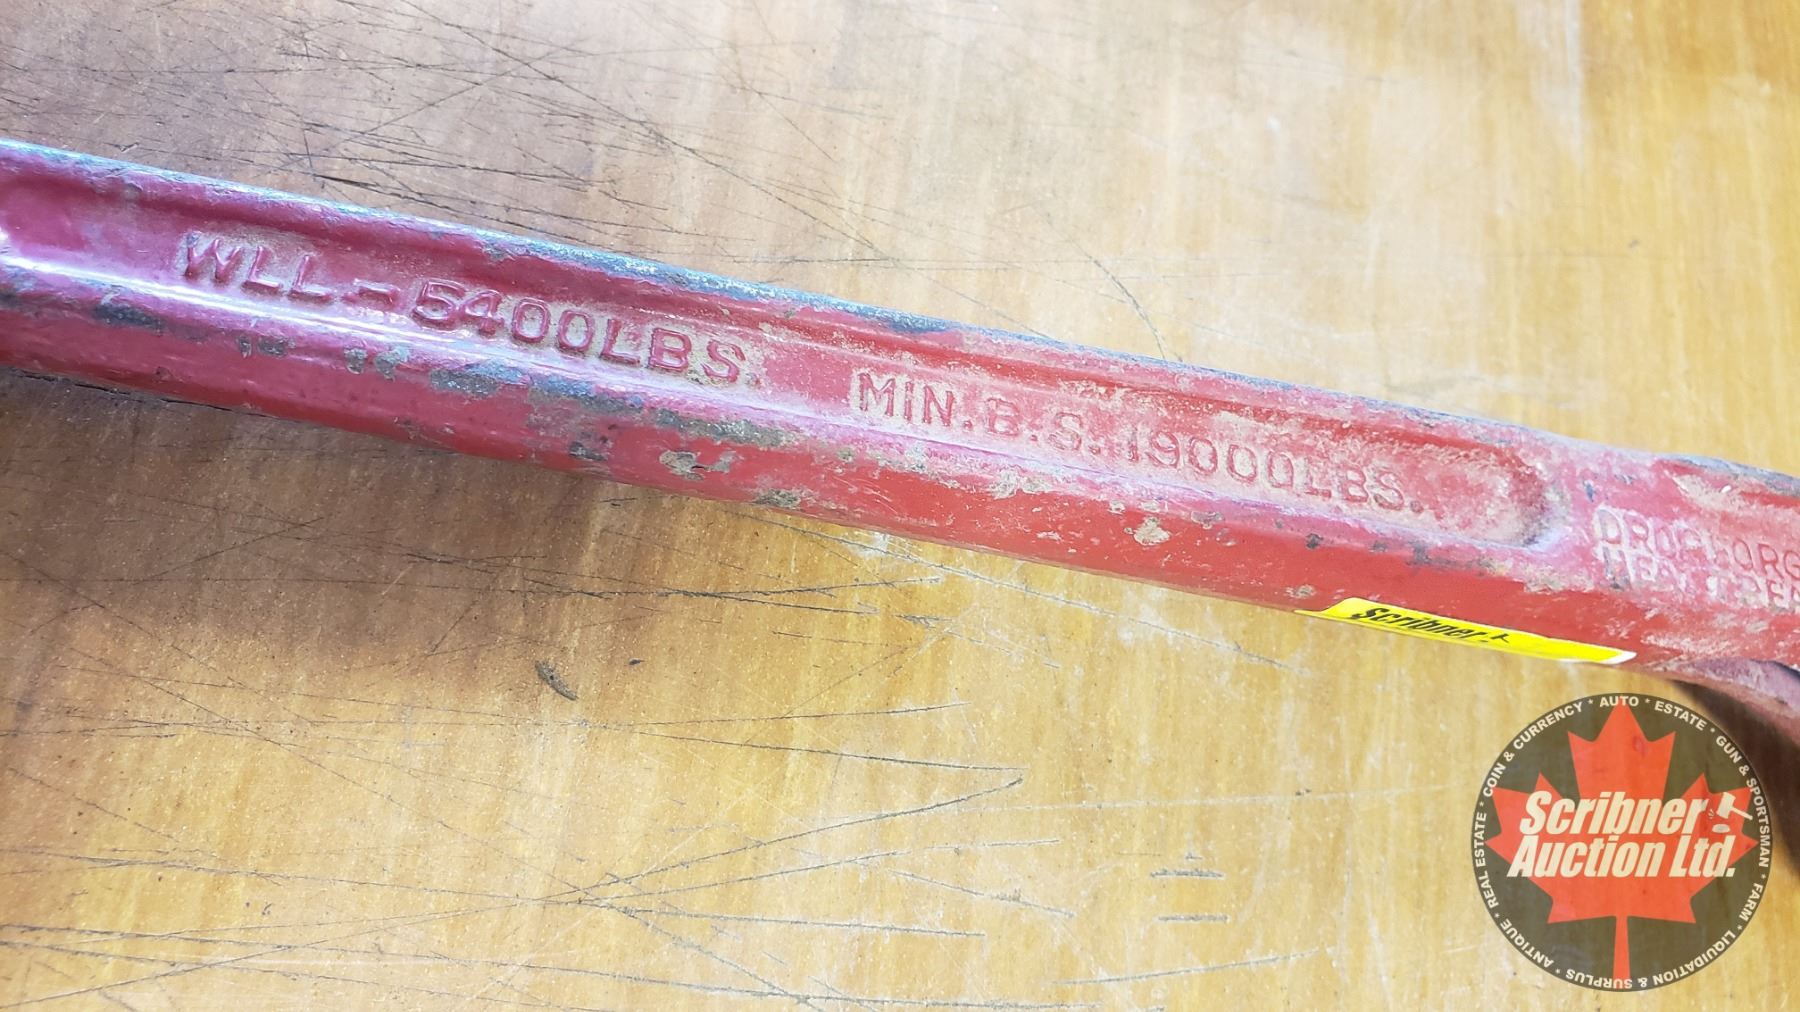 WLL-5400LBS.
MIN.B.S.19000LBS.
Scribner
COIN & CURRENCY * AUTO * ESTATE * GUN & SPORTSMAN * FARM * LIQUIDATION & SURPLUS * ANTIQUE * REAL ESTATE *
Scribner
Auction Ltd.